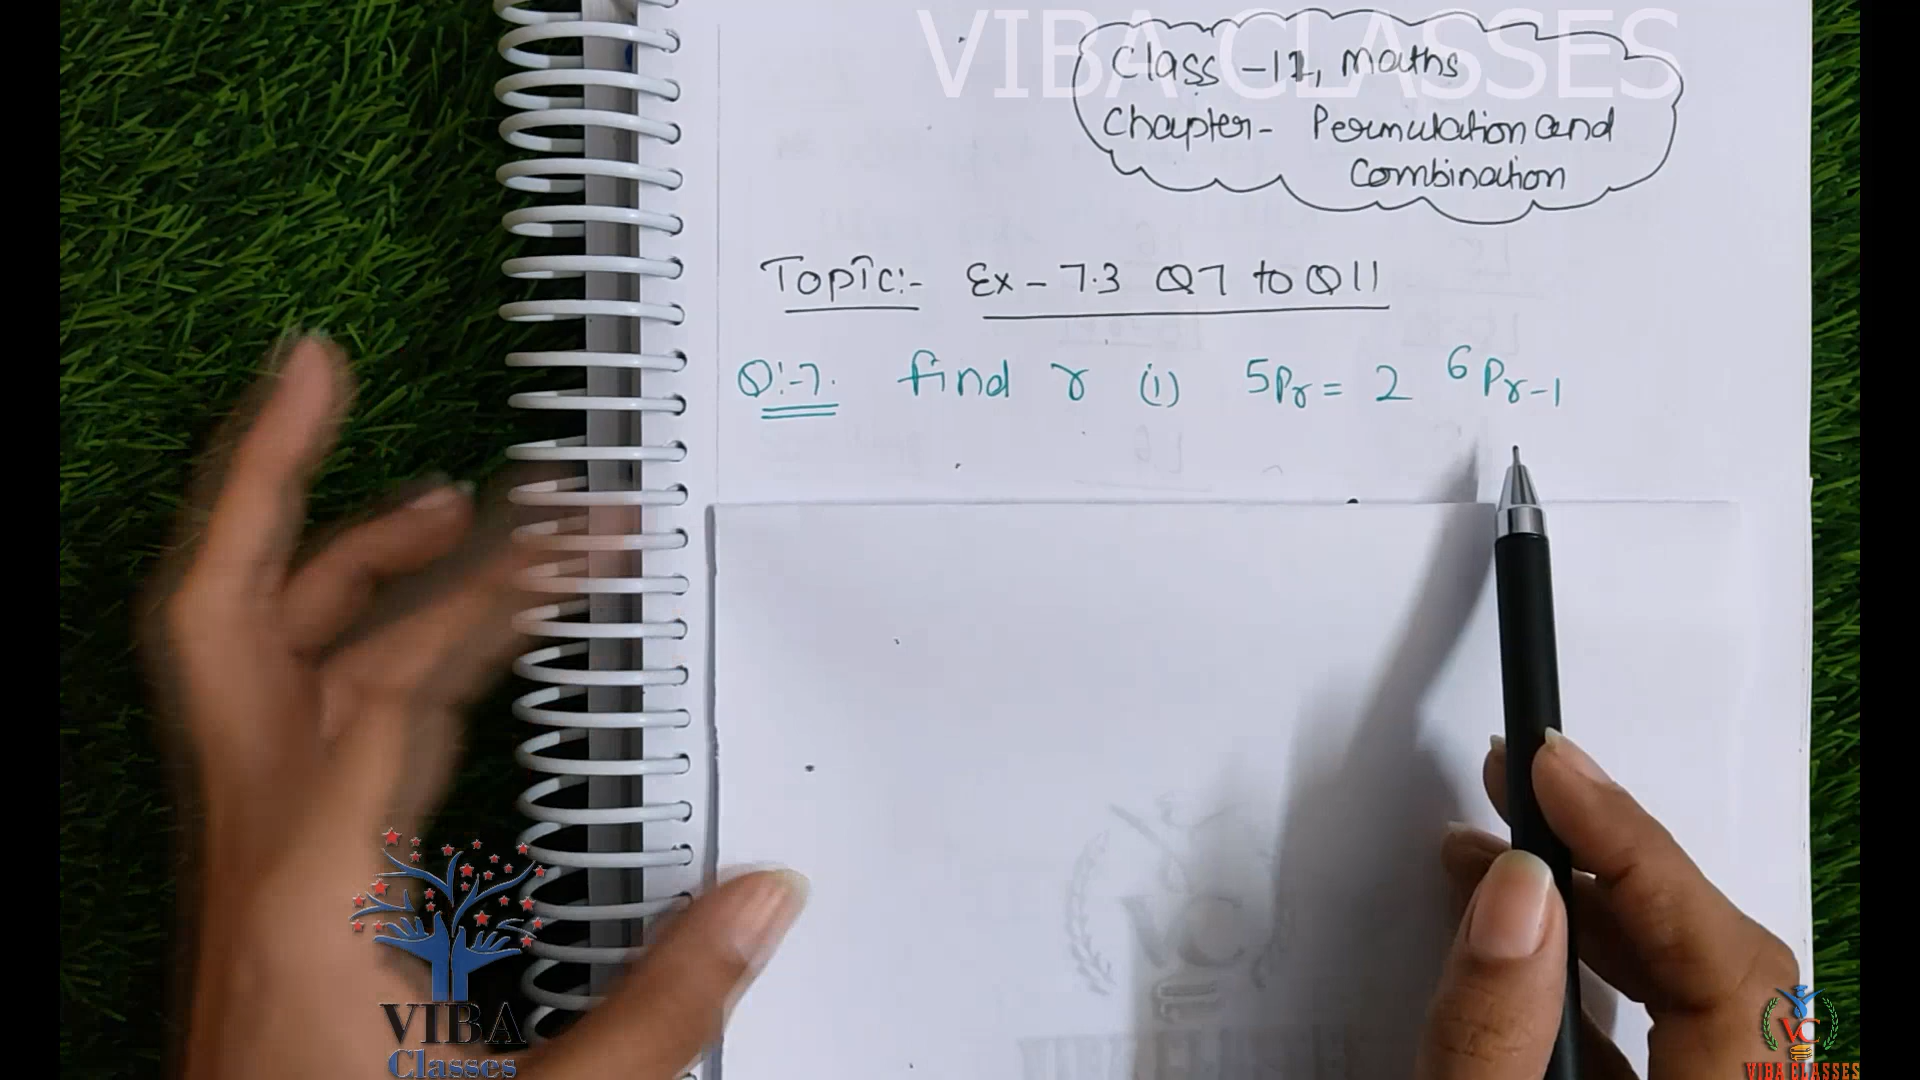 VIBA CLASSES
Class -11, Maths
Chapter- Permutation and
Combination
Topic:- Ex - 7.3 Q7 to Q11
Q:-7. find r (i) 5Pr = 2 6Pr-1
VC
VIBA
Classes
VC
VIBA CLASSES